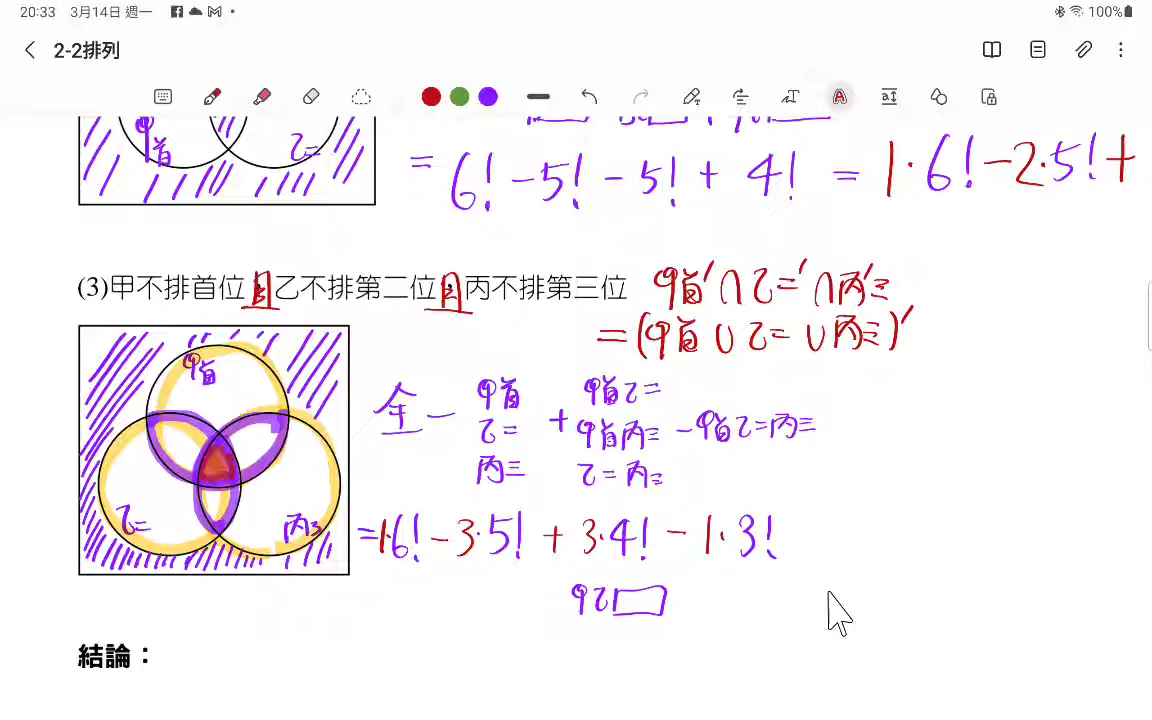 20:33 3月14日 週一 100%
2-2排列
甲首 乙二
= 6! - 5! - 5! + 4! = 1·6! - 2·5! +
(3)甲不排首位且乙不排第二位且丙不排第三位 甲首′∩乙二′∩丙三′
= (甲首∪乙二∪丙三)′
甲首
全 - 甲首 乙二 丙三 + 甲首乙二 甲首丙三 乙二丙三 - 甲首乙二丙三
乙二 丙三
= 1·6! - 3·5! + 3·4! - 1·3!
甲乙
結論：